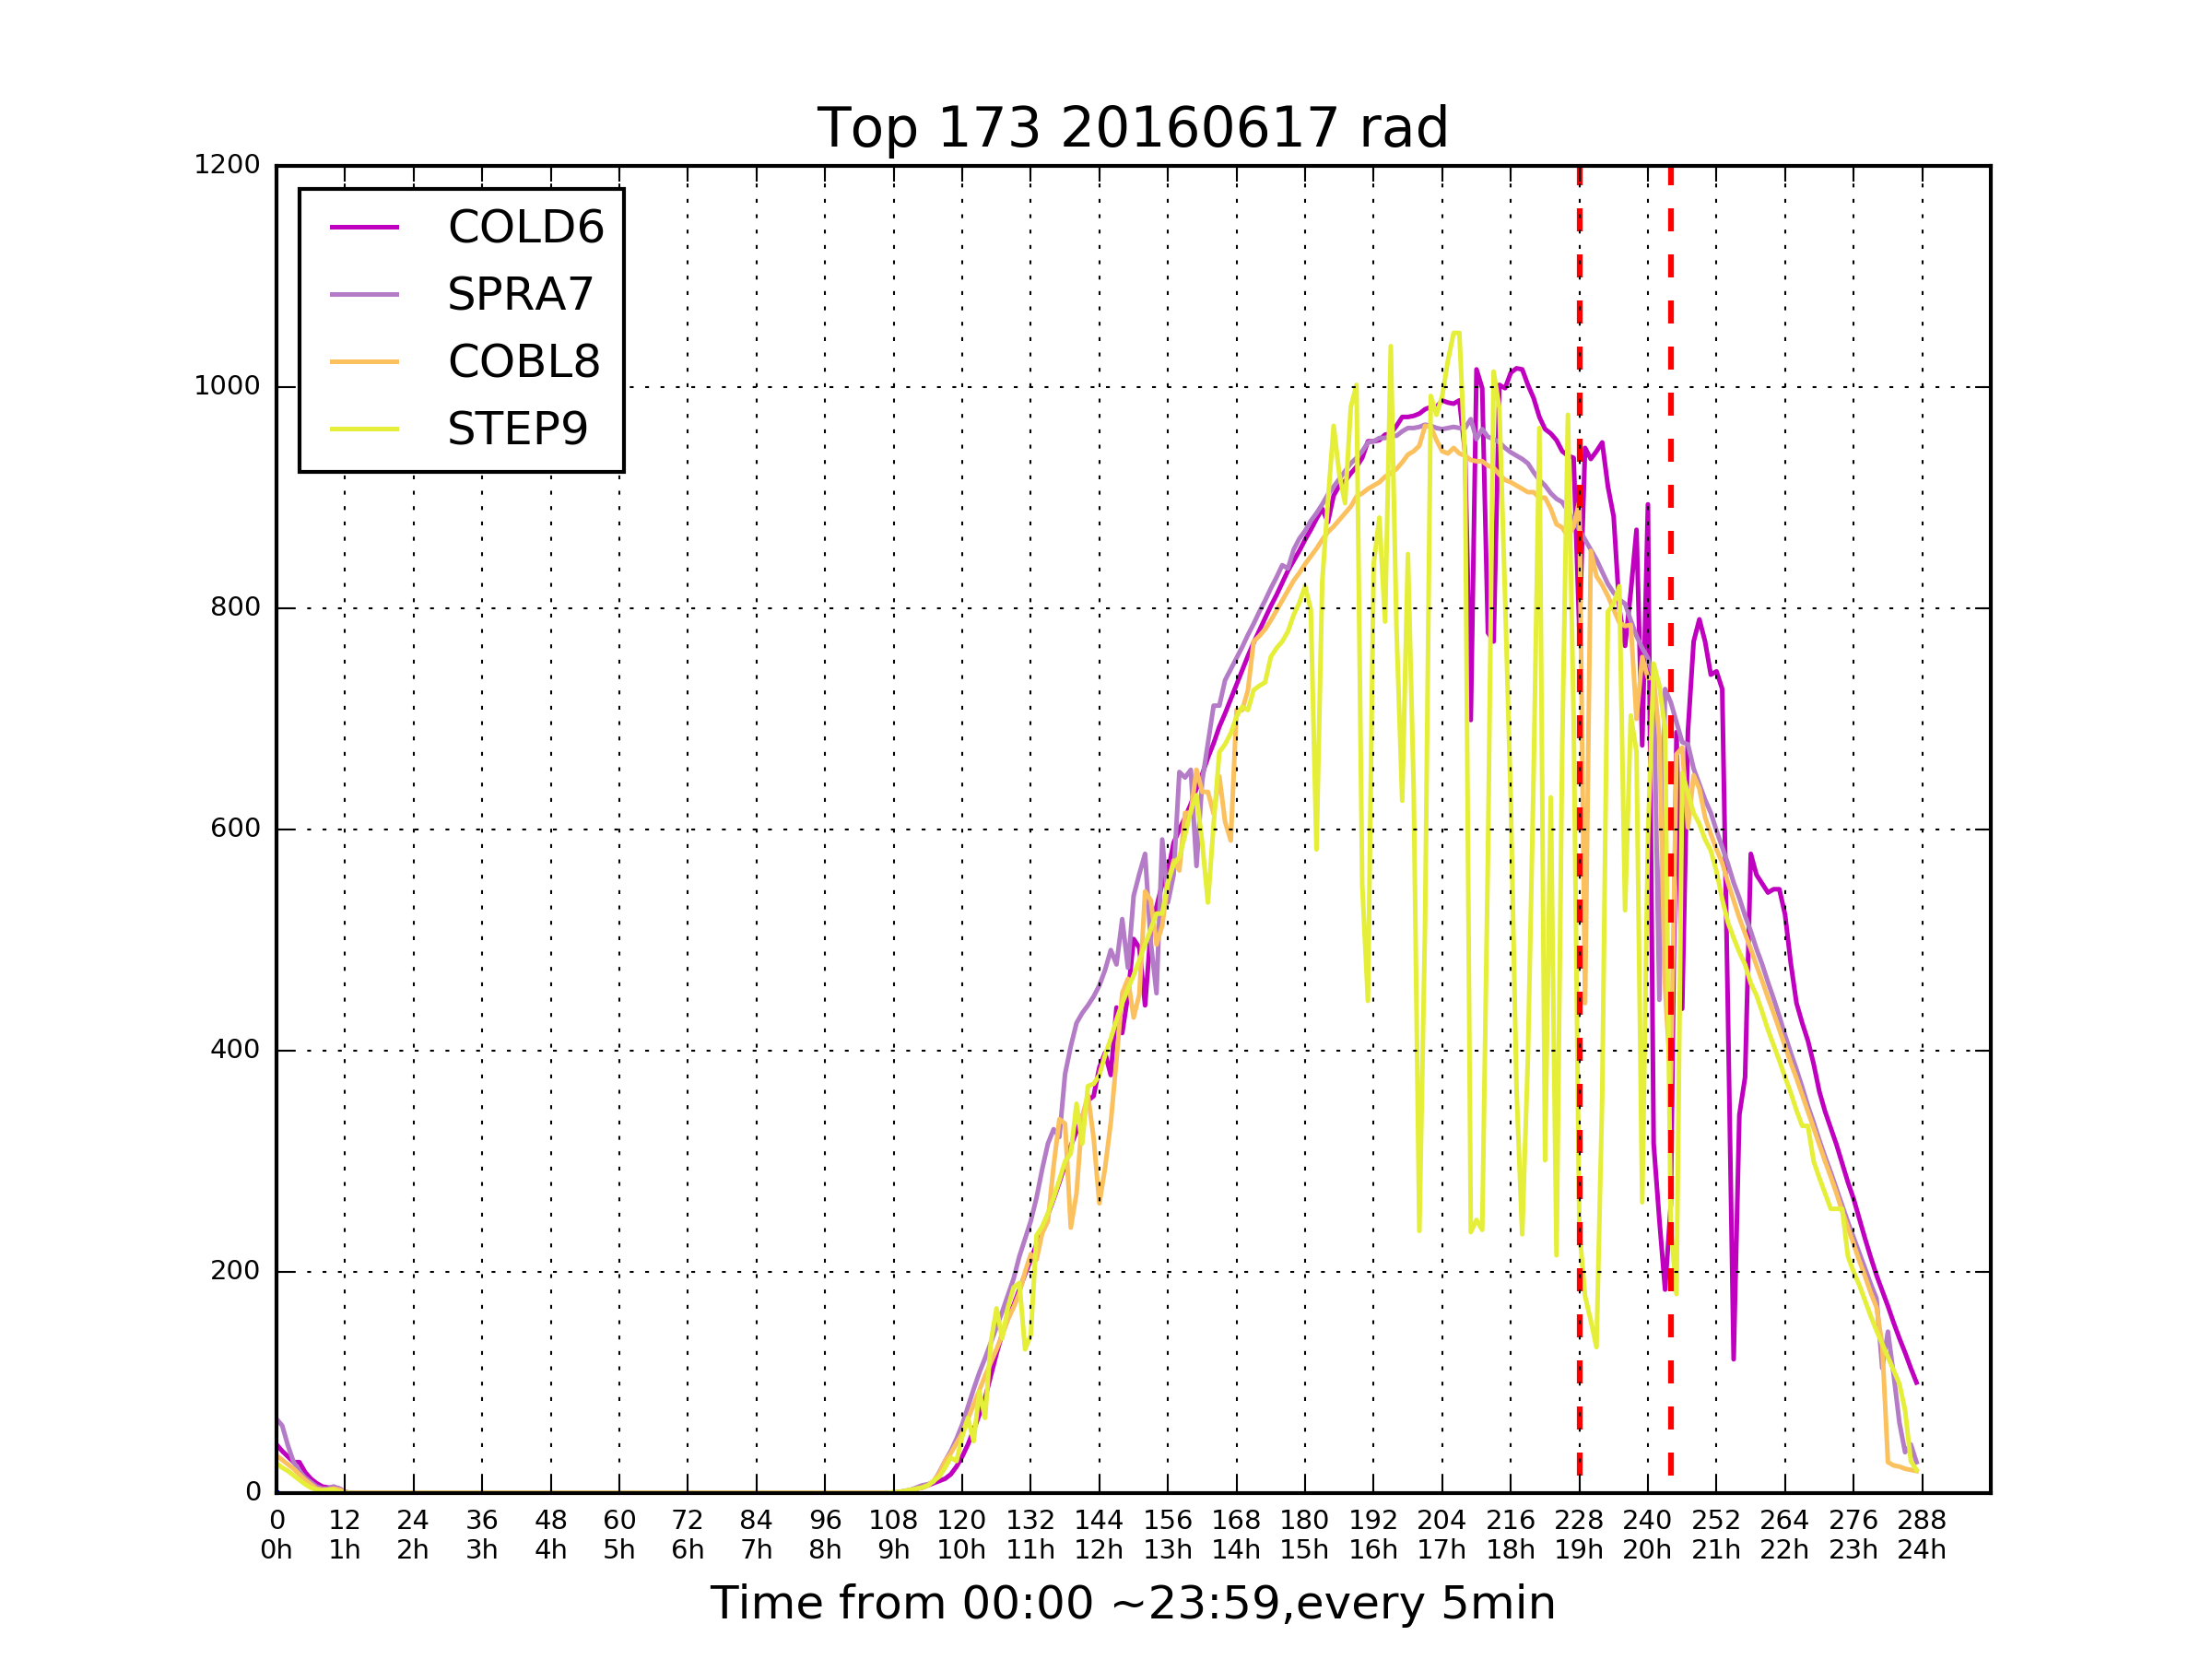 Top 173 20160617 rad
1200
1000
800
600
400
200
0
COLD6
SPRA7
COBL8
STEP9
0 12 24 36 48 60 72 84 96 108 120 132 144 156 168 180 192 204 216 228 240 252 264 276 288
0h 1h 2h 3h 4h 5h 6h 7h 8h 9h 10h 11h 12h 13h 14h 15h 16h 17h 18h 19h 20h 21h 22h 23h 24h
Time from 00:00 ~23:59,every 5min